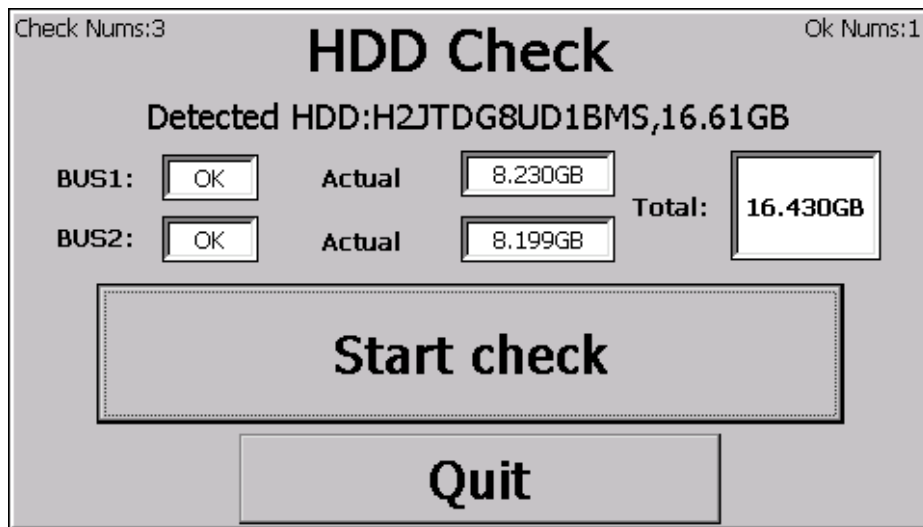 Check Nums:3
Ok Nums:1
HDD Check
Detected HDD:H2JTDG8UD1BMS,16.61GB
BUS1: OK Actual 8.230GB
Total: 16.430GB
BUS2: OK Actual 8.199GB
Start check
Quit